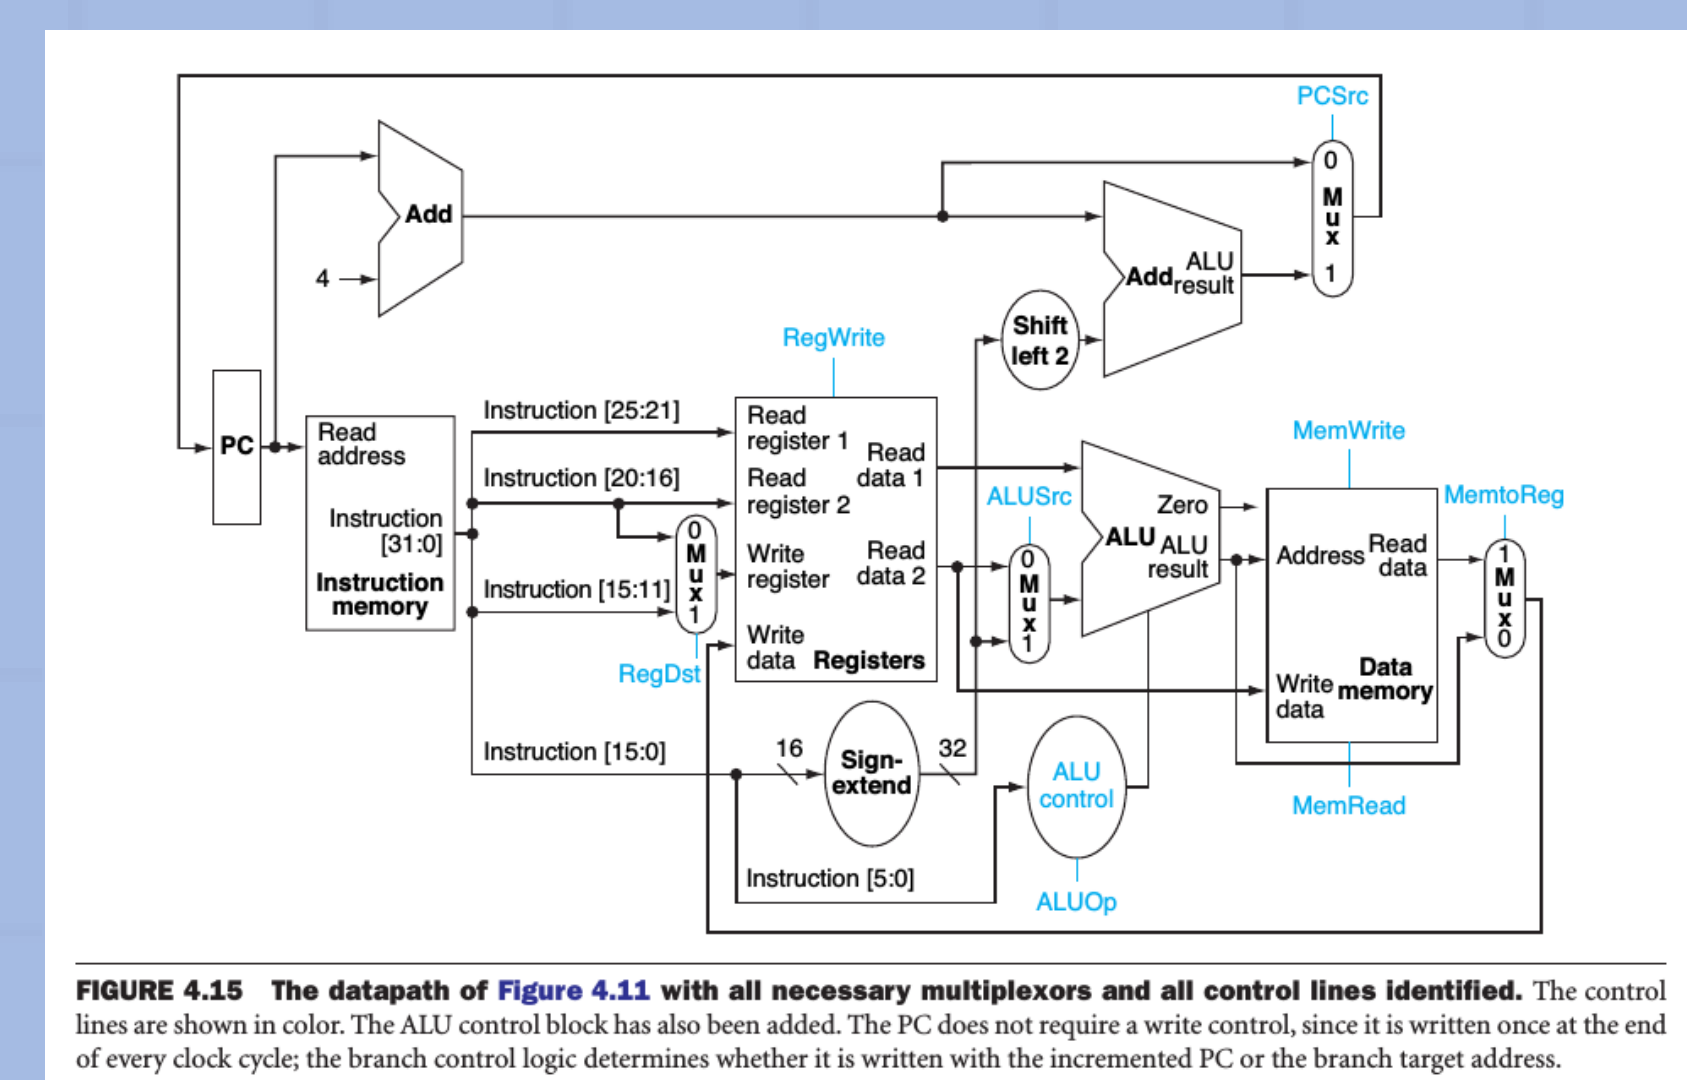 PCSrc
0
M
u
x
1
Add
4
Add
ALU
result
Shift
left 2
RegWrite
PC
Read
address
Instruction
[31:0]
Instruction
memory
Instruction [25:21]
Instruction [20:16]
Instruction [15:11]
0
M
u
x
1
RegDst
Read
register 1
Read
register 2
Write
register
Write
data
Registers
Read
data 1
Read
data 2
ALUSrc
0
M
u
x
1
Zero
ALU
ALU
result
MemWrite
Address
Read
data
Write
data
Data
memory
MemRead
MemtoReg
1
M
u
x
0
Instruction [15:0]
16
Sign-
extend
32
ALU
control
Instruction [5:0]
ALUOp
FIGURE 4.15 The datapath of Figure 4.11 with all necessary multiplexors and all control lines identified. The control
lines are shown in color. The ALU control block has also been added. The PC does not require a write control, since it is written once at the end
of every clock cycle; the branch control logic determines whether it is written with the incremented PC or the branch target address.